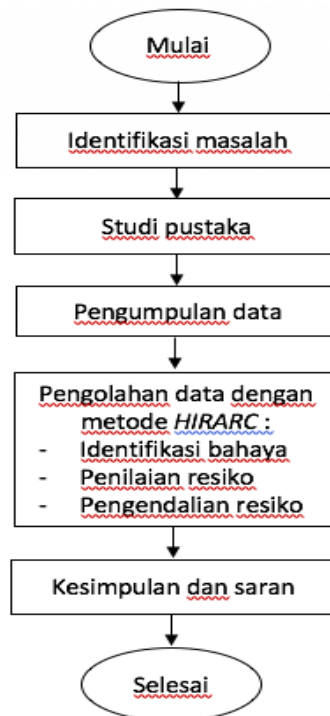 Mulai
Identifikasi masalah
Studi pustaka
Pengumpulan data
Pengolahan data dengan
metode HIRARC :
- Identifikasi bahaya
- Penilaian resiko
- Pengendalian resiko
Kesimpulan dan saran
Selesai